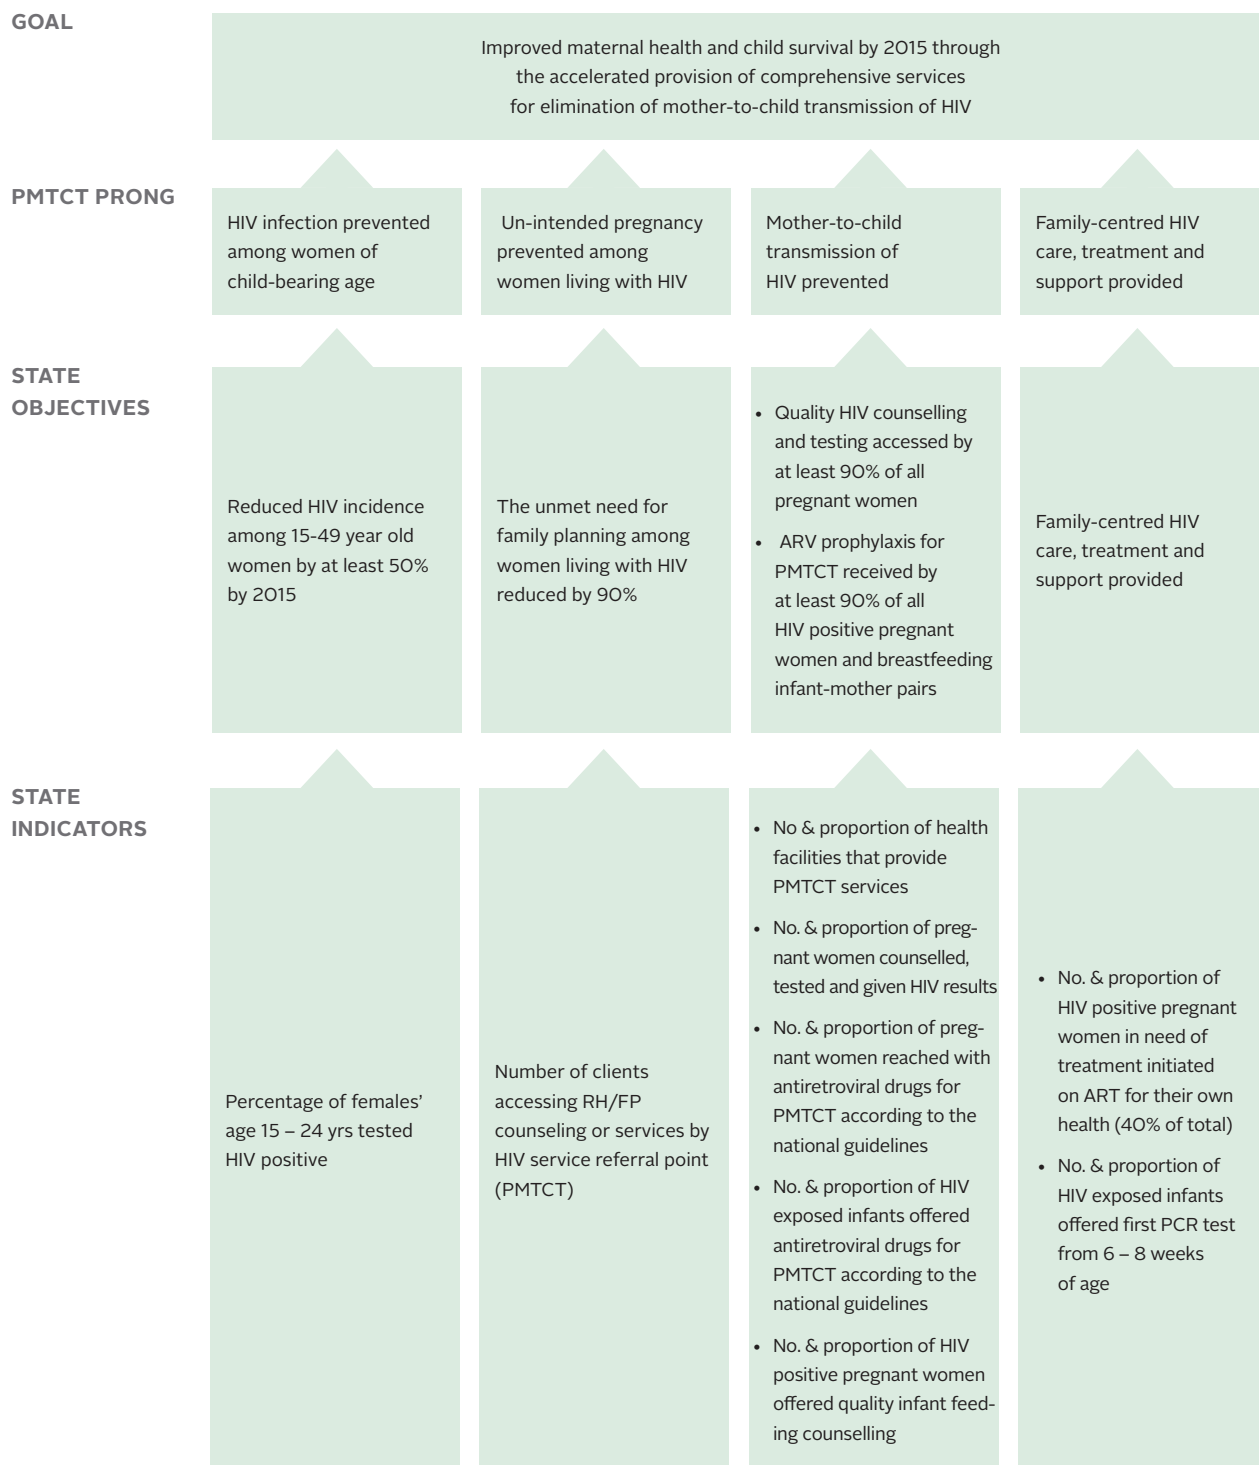 GOAL
Improved maternal health and child survival by 2015 through
the accelerated provision of comprehensive services
for elimination of mother-to-child transmission of HIV
PMTCT PRONG
HIV infection prevented
among women of
child-bearing age
Un-intended pregnancy
prevented among
women living with HIV
Mother-to-child
transmission of
HIV prevented
Family-centred HIV
care, treatment and
support provided
STATE
OBJECTIVES
Reduced HIV incidence
among 15-49 year old
women by at least 50%
by 2015
The unmet need for
family planning among
women living with HIV
reduced by 90%
• Quality HIV counselling
and testing accessed by
at least 90% of all
pregnant women
• ARV prophylaxis for
PMTCT received by
at least 90% of all
HIV positive pregnant
women and breastfeeding
infant-mother pairs
Family-centred HIV
care, treatment and
support provided
STATE
INDICATORS
Percentage of females’
age 15 – 24 yrs tested
HIV positive
Number of clients
accessing RH/FP
counseling or services by
HIV service referral point
(PMTCT)
• No & proportion of health
facilities that provide
PMTCT services
• No. & proportion of preg-
nant women counselled,
tested and given HIV results
• No. & proportion of preg-
nant women reached with
antiretroviral drugs for
PMTCT according to the
national guidelines
• No. & proportion of HIV
exposed infants offered
antiretroviral drugs for
PMTCT according to the
national guidelines
• No. & proportion of HIV
positive pregnant women
offered quality infant feed-
ing counselling
• No. & proportion of
HIV positive pregnant
women in need of
treatment initiated
on ART for their own
health (40% of total)
• No. & proportion of
HIV exposed infants
offered first PCR test
from 6 – 8 weeks
of age